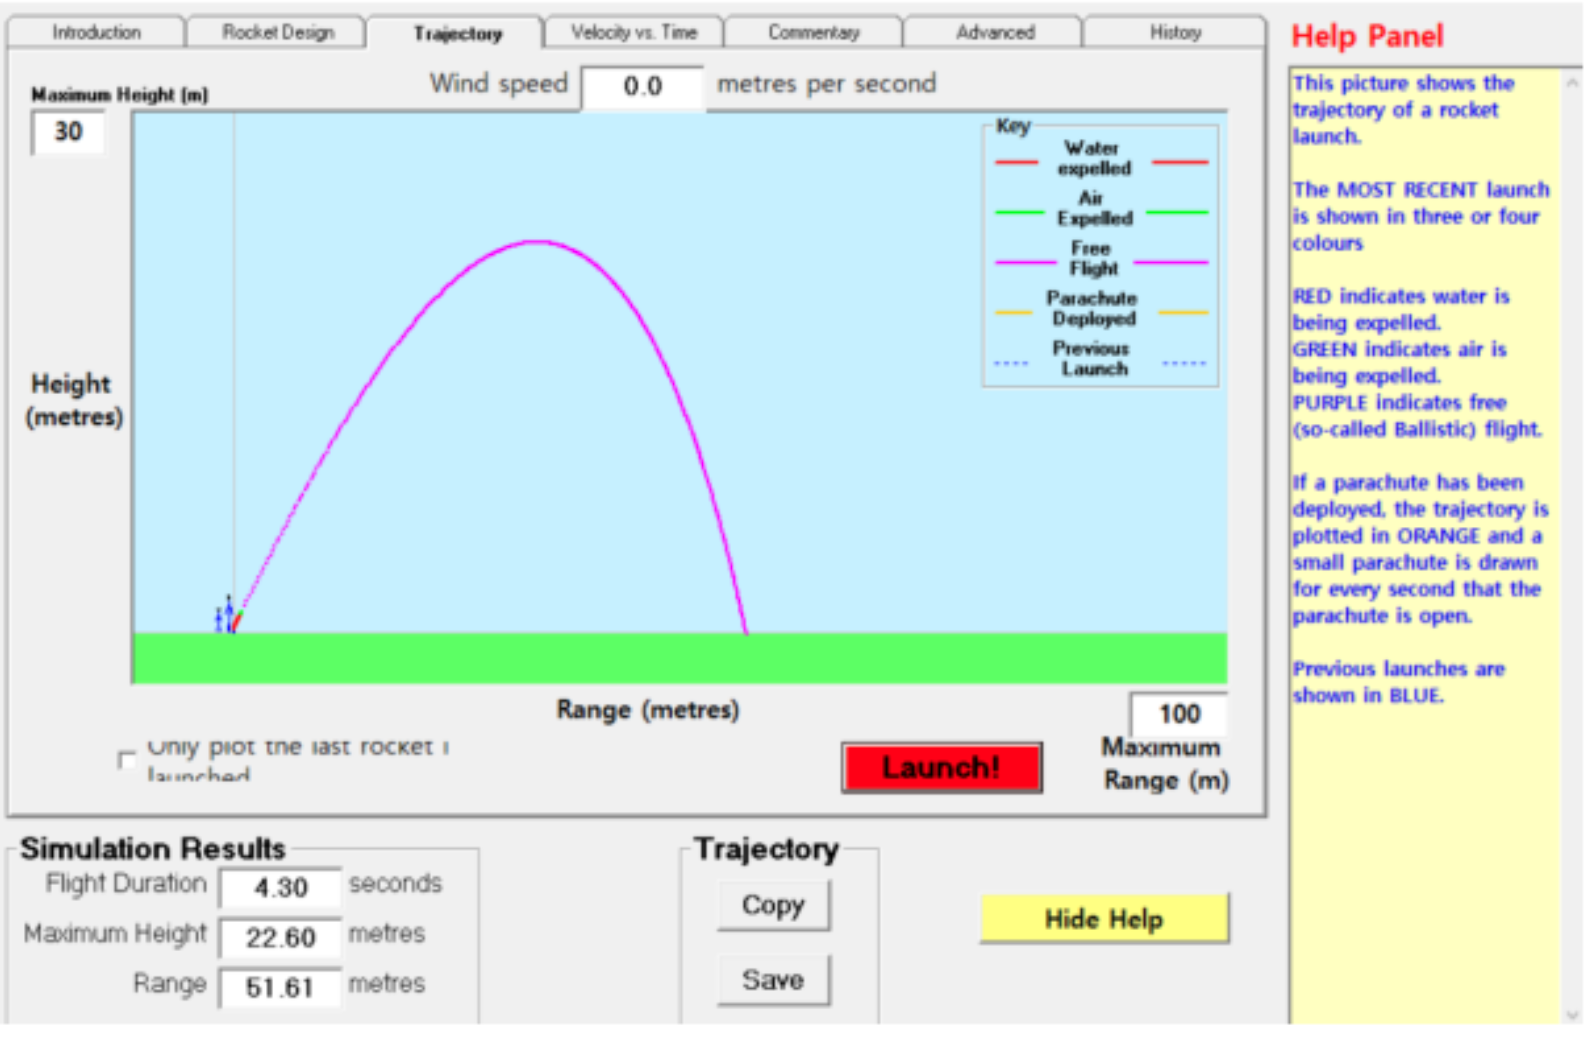 Introduction
Rocket Design
Trajectory
Velocity vs. Time
Commentary
Advanced
History
Wind speed 0.0 metres per second
Maximum Height (m)
30
Key
Water
expelled
Air
Expelled
Free
Flight
Parachute
Deployed
Previous
Launch
Height
(metres)
Range (metres)
100
Maximum
Range (m)
Only plot the last rocket I
launched
Launch!
Simulation Results
Flight Duration 4.30 seconds
Maximum Height 22.60 metres
Range 51.61 metres
Trajectory
Copy
Save
Hide Help
Help Panel
This picture shows the
trajectory of a rocket
launch.
The MOST RECENT launch
is shown in three or four
colours
RED indicates water is
being expelled.
GREEN indicates air is
being expelled.
PURPLE indicates free
(so-called Ballistic) flight.
If a parachute has been
deployed, the trajectory is
plotted in ORANGE and a
small parachute is drawn
for every second that the
parachute is open.
Previous launches are
shown in BLUE.